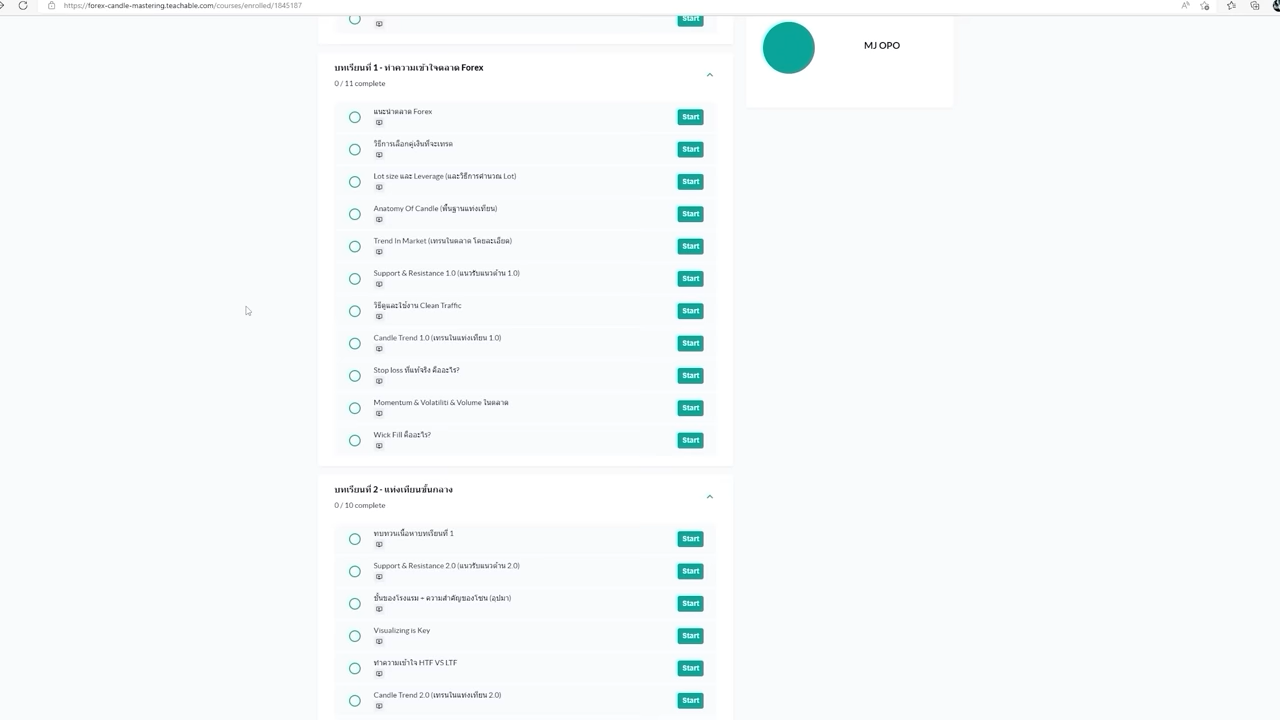 https://forex-candle-mastering.teachable.com/courses/enrolled/1845187
Start
MJ OPO
บทเรียนที่ 1 - ทำความเข้าใจตลาด Forex
0 / 11 complete
แนะนำตลาด Forex
Start
วิธีการเลือกคู่เงินที่จะเทรด
Start
Lot size และ Leverage (และวิธีการคำนวณ Lot)
Start
Anatomy Of Candle (พื้นฐานแท่งเทียน)
Start
Trend In Market (เทรนในตลาด โดยละเอียด)
Start
Support & Resistance 1.0 (แนวรับแนวต้าน 1.0)
Start
วิธีดูและใช้งาน Clean Traffic
Start
Candle Trend 1.0 (เทรนในแท่งเทียน 1.0)
Start
Stop loss ที่แท้จริง คืออะไร?
Start
Momentum & Volatiliti & Volume ในตลาด
Start
Wick Fill คืออะไร?
Start
บทเรียนที่ 2 - แท่งเทียนขั้นกลาง
0 / 10 complete
ทบทวนเนื้อหาบทเรียนที่ 1
Start
Support & Resistance 2.0 (แนวรับแนวต้าน 2.0)
Start
ชั้นของโรงแรม = ความสำคัญของโซน (อุปมา)
Start
Visualizing is Key
Start
ทำความเข้าใจ HTF VS LTF
Start
Candle Trend 2.0 (เทรนในแท่งเทียน 2.0)
Start